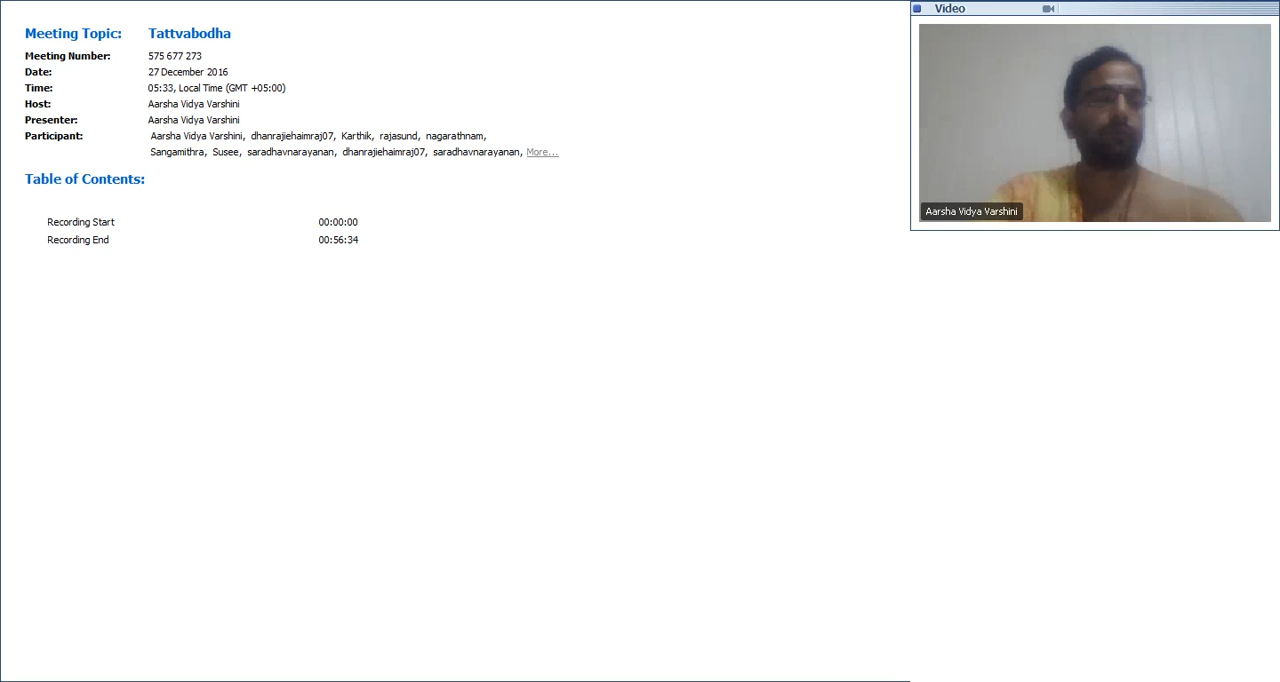 Meeting Topic: Tattvabodha
Meeting Number: 575 677 273
Date: 27 December 2016
Time: 05:33, Local Time (GMT +05:00)
Host: Aarsha Vidya Varshini
Presenter: Aarsha Vidya Varshini
Participant: Aarsha Vidya Varshini, dhanrajiehaimraj07, Karthik, rajasund, nagarathnam,
Sangamithra, Susee, saradhavnarayanan, dhanrajiehaimraj07, saradhavnarayanan, More...
Table of Contents:
Recording Start 00:00:00
Recording End 00:56:34
Video
Aarsha Vidya Varshini